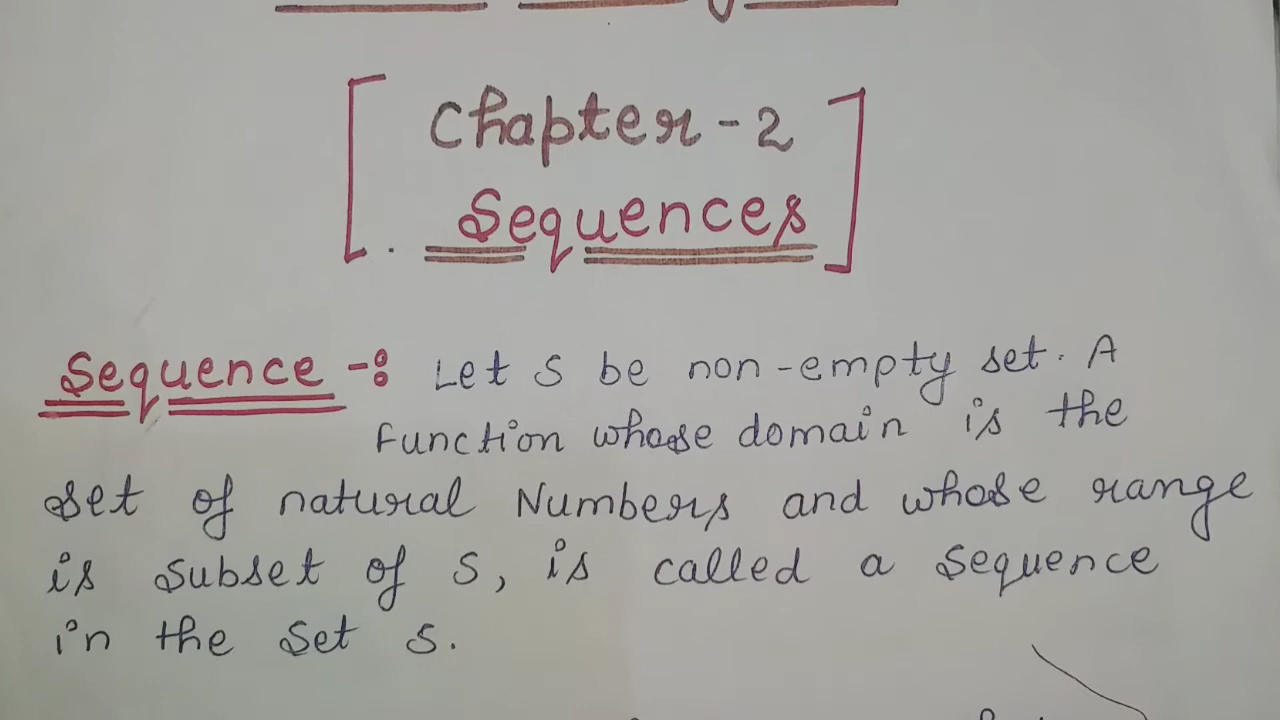 Chapter-2
Sequences
Sequence -: Let S be non-empty set. A
Function whose domain is the
set of natural Numbers and whose range
is subset of S, is called a sequence
in the set S.